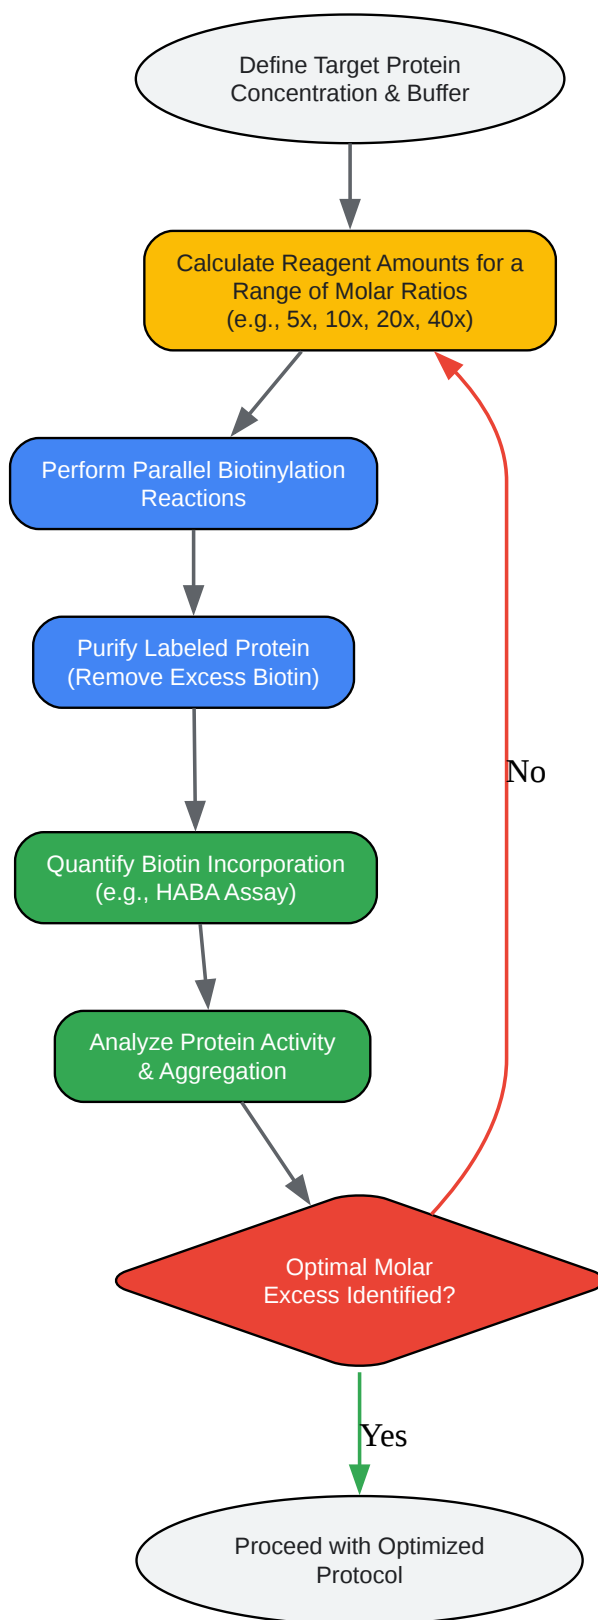 Define Target Protein
Concentration & Buffer
Calculate Reagent Amounts for a
Range of Molar Ratios
(e.g., 5x, 10x, 20x, 40x)
Perform Parallel Biotinylation
Reactions
Purify Labeled Protein
(Remove Excess Biotin)
No
Quantify Biotin Incorporation
(e.g., HABA Assay)
Analyze Protein Activity
& Aggregation
Optimal Molar
Excess Identified?
Yes
Proceed with Optimized
Protocol